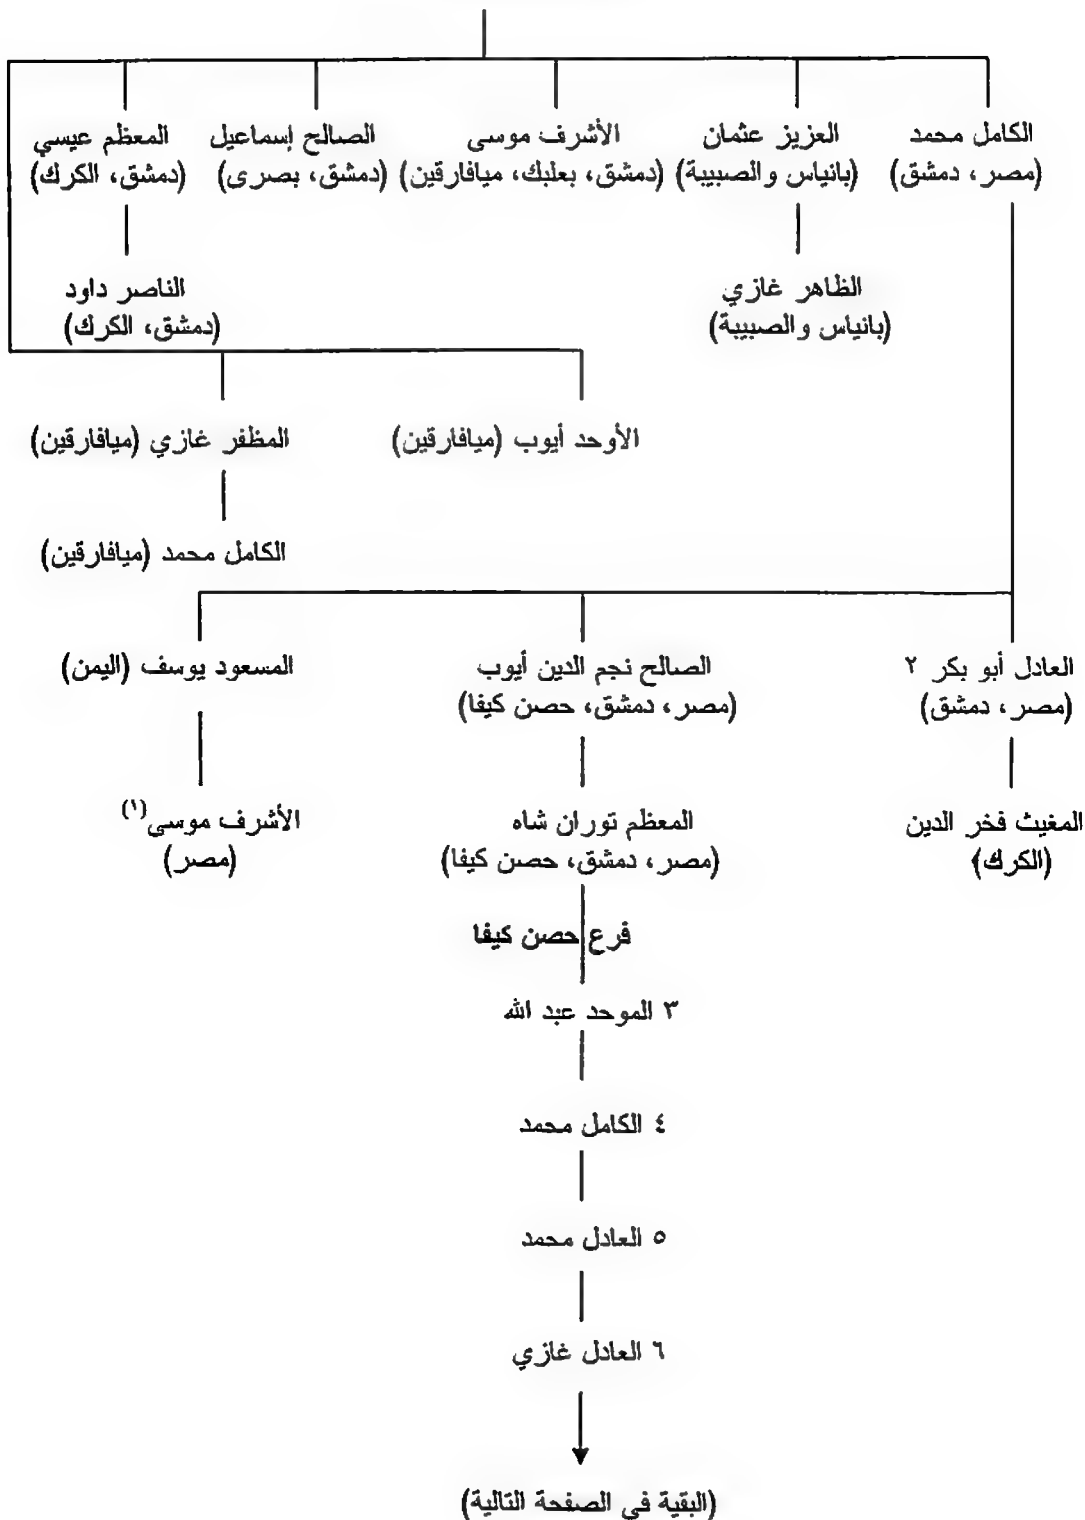 الكامل محمد
(مصر، دمشق)
العزيز عثمان
(بانياس والصبيبة)
الأشرف موسى
(دمشق، بعلبك، ميافارقين)
الصالح إسماعيل
(دمشق، بصرى)
المعظم عيسي
(دمشق، الكرك)
الظاهر غازي
(بانياس والصبيبة)
الناصر داود
(دمشق، الكرك)
الأوحد أيوب (ميافارقين)
المظفر غازي (ميافارقين)
الكامل محمد (ميافارقين)
العادل أبو بكر ٢
(مصر، دمشق)
الصالح نجم الدين أيوب
(مصر، دمشق، حصن كيفا)
المسعود يوسف (اليمن)
المغيث فخر الدين
(الكرك)
المعظم توران شاه
(مصر، دمشق، حصن كيفا)
الأشرف موسى(١)
(مصر)
فرع حصن كيفا
٣ الموحد عبد الله
٤ الكامل محمد
٥ العادل محمد
٦ العادل غازي
(البقية في الصفحة التالية)